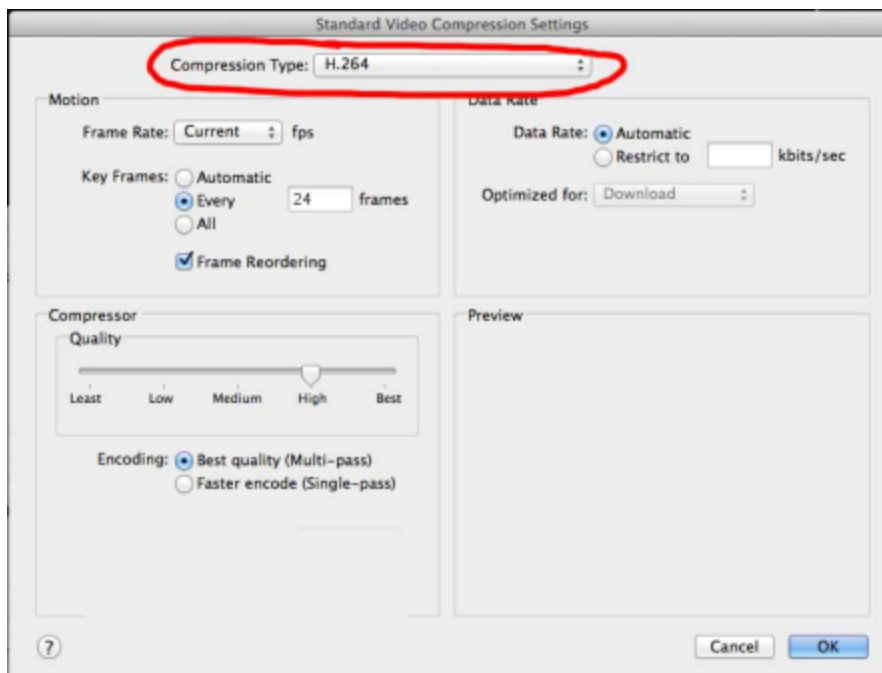 Standard Video Compression Settings
Compression Type: H.264
Motion
Frame Rate: Current fps
Key Frames: Automatic
Every 24 frames
All
Frame Reordering
Data Rate
Data Rate: Automatic
Restrict to kbits/sec
Optimized for: Download
Compressor
Quality
Least Low Medium High Best
Encoding: Best quality (Multi-pass)
Faster encode (Single-pass)
Preview
?
Cancel OK